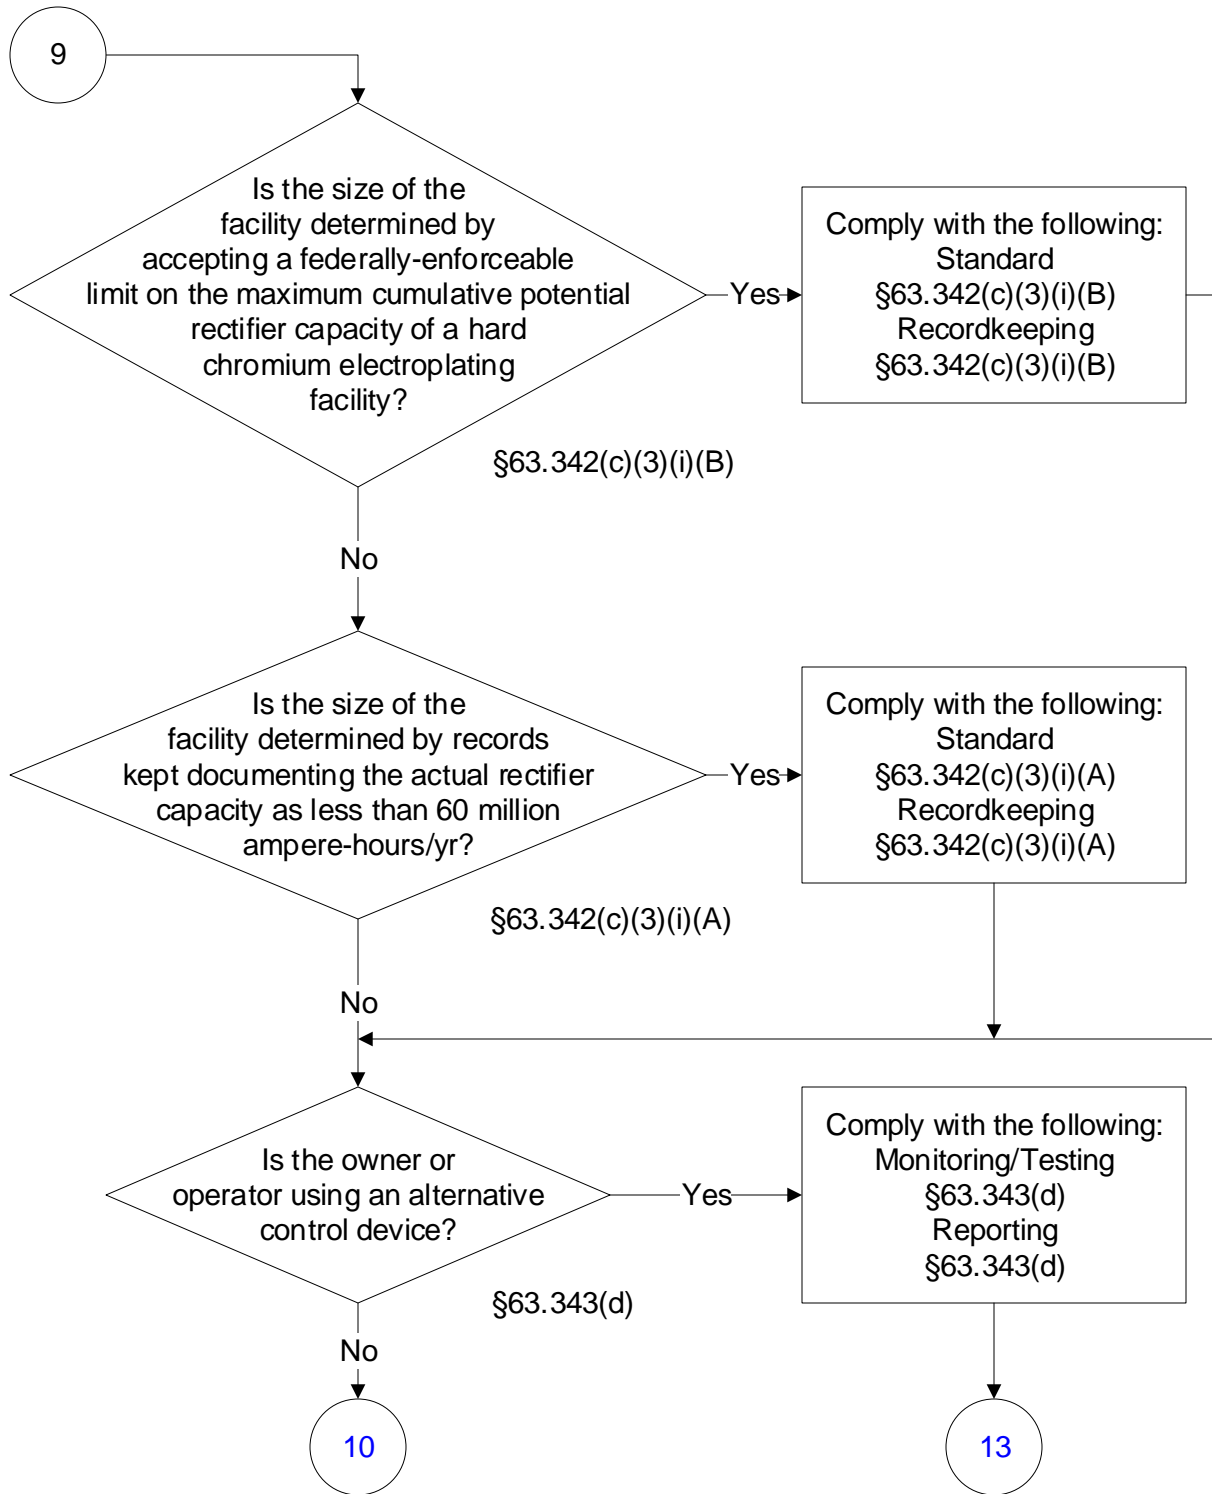 9
Is the size of the
facility determined by
accepting a federally-enforceable
limit on the maximum cumulative potential
rectifier capacity of a hard
chromium electroplating
facility?
Yes
Comply with the following:
Standard
§63.342(c)(3)(i)(B)
Recordkeeping
§63.342(c)(3)(i)(B)
§63.342(c)(3)(i)(B)
No
Is the size of the
facility determined by records
kept documenting the actual rectifier
capacity as less than 60 million
ampere-hours/yr?
Yes
Comply with the following:
Standard
§63.342(c)(3)(i)(A)
Recordkeeping
§63.342(c)(3)(i)(A)
§63.342(c)(3)(i)(A)
No
Is the owner or
operator using an alternative
control device?
Yes
Comply with the following:
Monitoring/Testing
§63.343(d)
Reporting
§63.343(d)
§63.343(d)
No
10
13